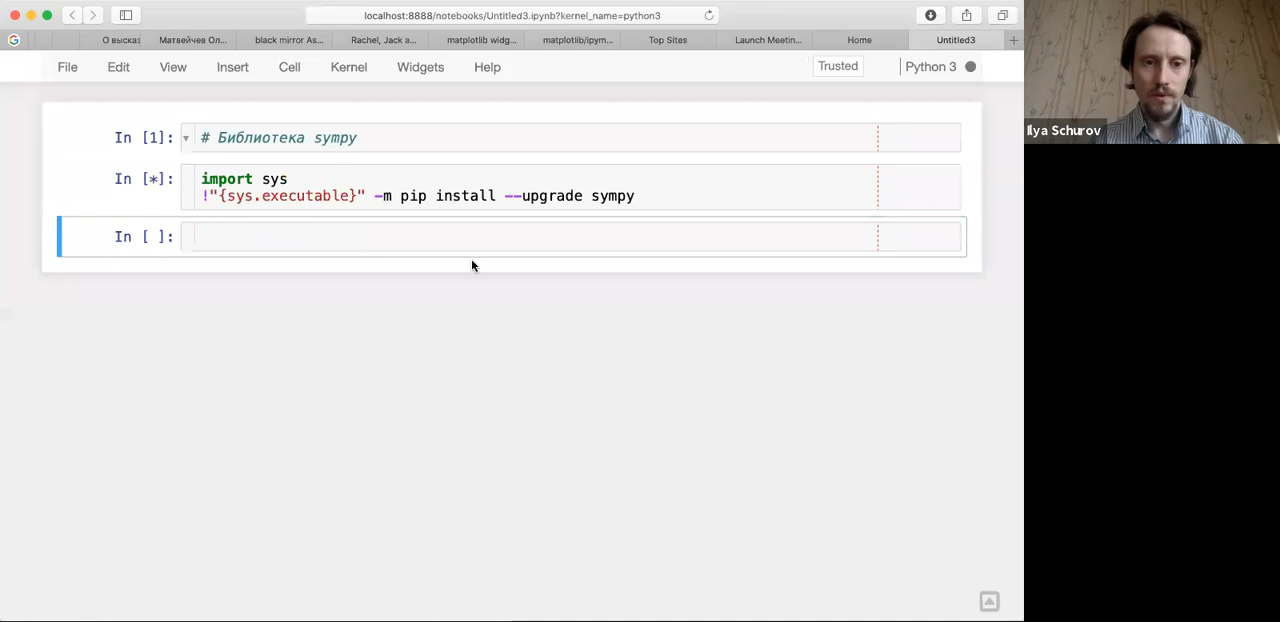 localhost:8888/notebooks/Untitled3.ipynb?kernel_name=python3
О высказ
Матвейчев Ол...
black mirror As...
Rachel, Jack a...
matplotlib widg...
matplotlib/ipym...
Top Sites
Launch Meetin...
Home
Untitled3
File Edit View Insert Cell Kernel Widgets Help
Trusted
Python 3
Ilya Schurov
In [1]: # Библиотека sympy
In [*]: import sys
!"{sys.executable}" -m pip install --upgrade sympy
In [ ]: